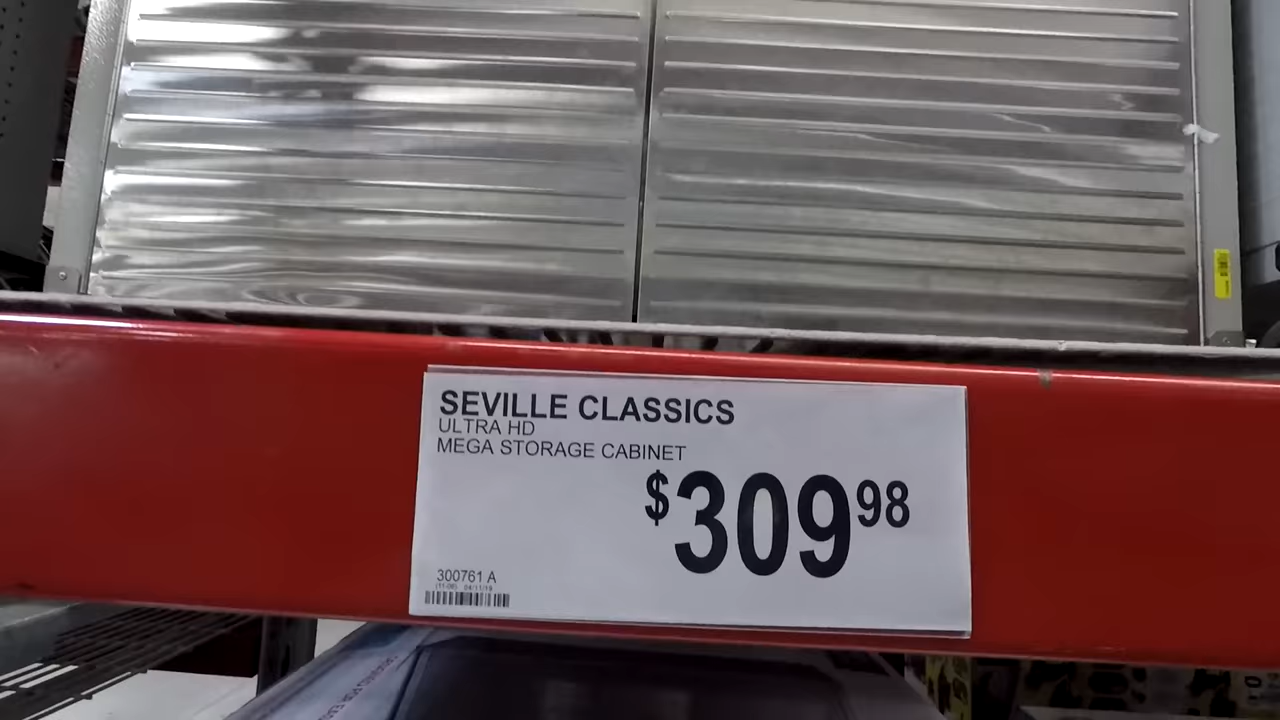 SEVILLE CLASSICS
ULTRA HD
MEGA STORAGE CABINET
$309 98
300761 A